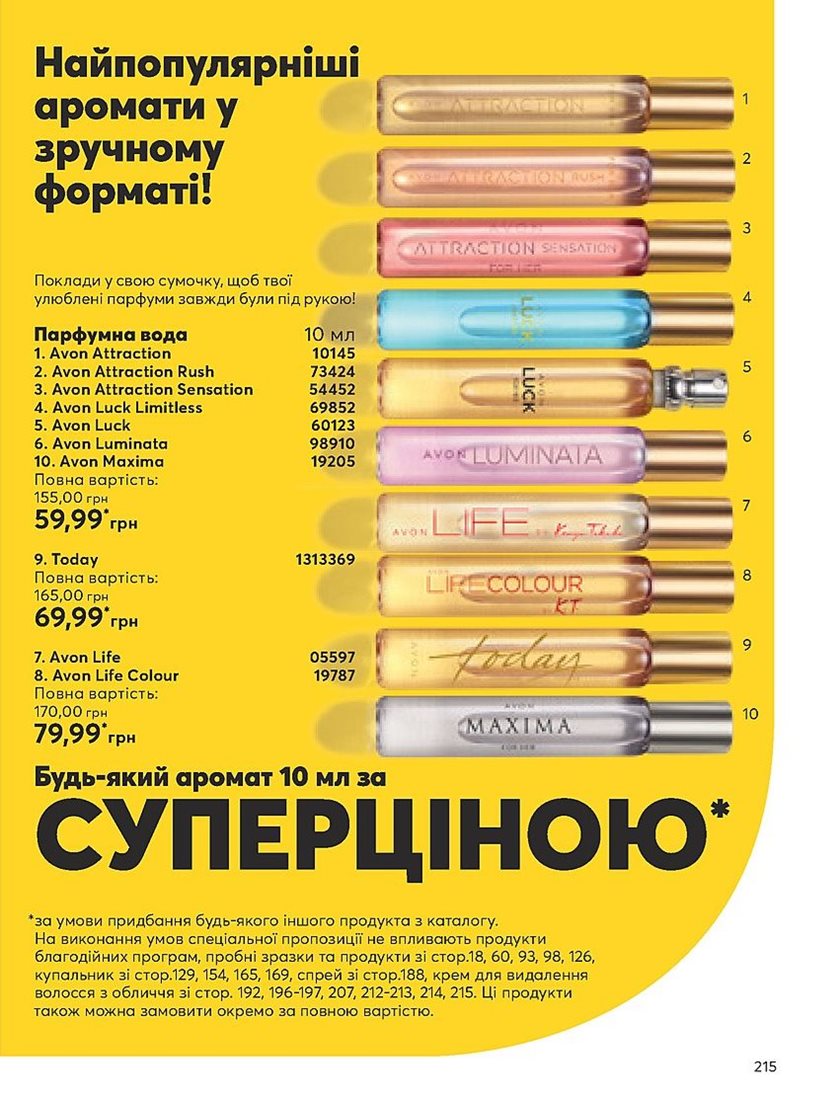 Найпопулярніші
аромати у
зручному
форматі!
Поклади у свою сумочку, щоб твої
улюблені парфуми завжди були під рукою!
Парфумна вода 10 мл
1. Avon Attraction 10145
2. Avon Attraction Rush 73424
3. Avon Attraction Sensation 54452
4. Avon Luck Limitless 69852
5. Avon Luck 60123
6. Avon Luminata 98910
10. Avon Maxima 19205
Повна вартість:
155,00 грн
59,99* грн
9. Today 1313369
Повна вартість:
165,00 грн
69,99* грн
7. Avon Life 05597
8. Avon Life Colour 19787
Повна вартість:
170,00 грн
79,99* грн
ATTRACTION
1
AVON ATTRACTION RUSH
2
AVON
ATTRACTION SENSATION
FOR HER
3
LUCK
4
AVON
LUCK
5
AVON LUMINATA
6
AVON LIFE BY Kenzo Takada
7
LIFE COLOUR
BY KT
8
AVON today
9
AVON
MAXIMA
FOR HER
10
Будь-який аромат 10 мл за
СУПЕРЦІНОЮ*
*за умови придбання будь-якого іншого продукта з каталогу.
На виконання умов спеціальної пропозиції не впливають продукти
благодійних програм, пробні зразки та продукти зі стор.18, 60, 93, 98, 126,
купальник зі стор.129, 154, 165, 169, спрей зі стор.188, крем для видалення
волосся з обличчя зі стор. 192, 196-197, 207, 212-213, 214, 215. Ці продукти
також можна замовити окремо за повною вартістю.
215